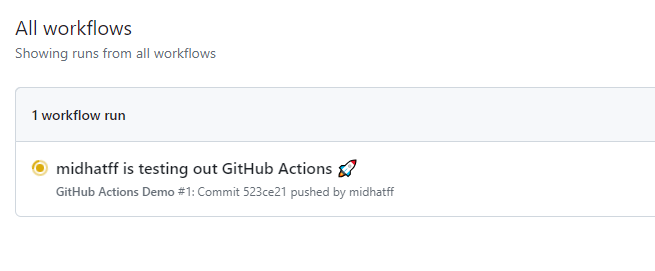 All workflows
Showing runs from all workflows
1 workflow run
midhatff is testing out GitHub Actions 🚀
GitHub Actions Demo #1: Commit 523ce21 pushed by midhatff